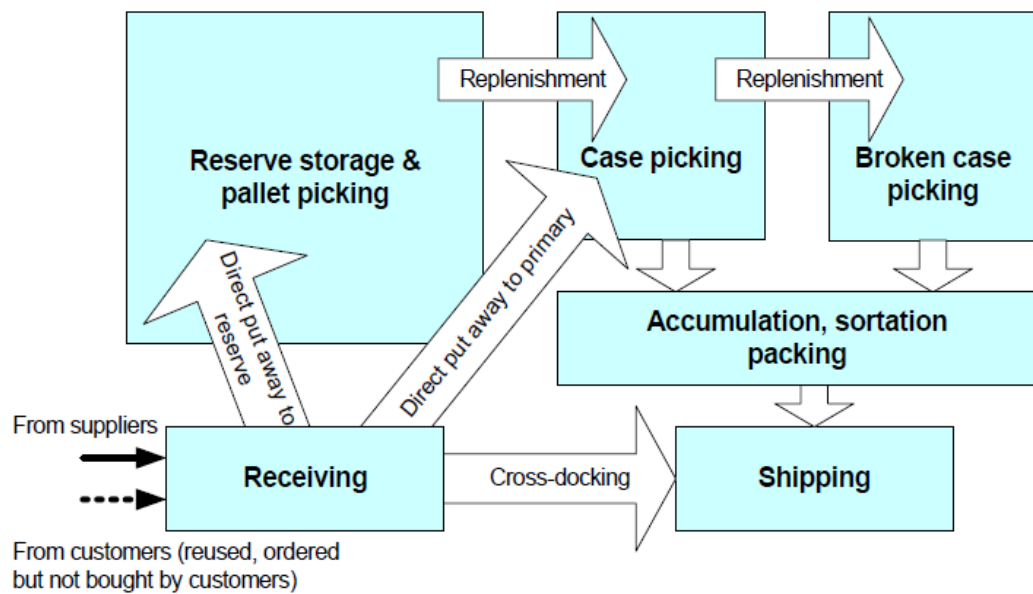 Replenishment
Replenishment
Reserve storage &
pallet picking
Case picking
Broken case
picking
Direct put away to
reserve
Direct put away to primary
Accumulation, sortation
packing
From suppliers
Receiving
Cross-docking
Shipping
From customers (reused, ordered
but not bought by customers)